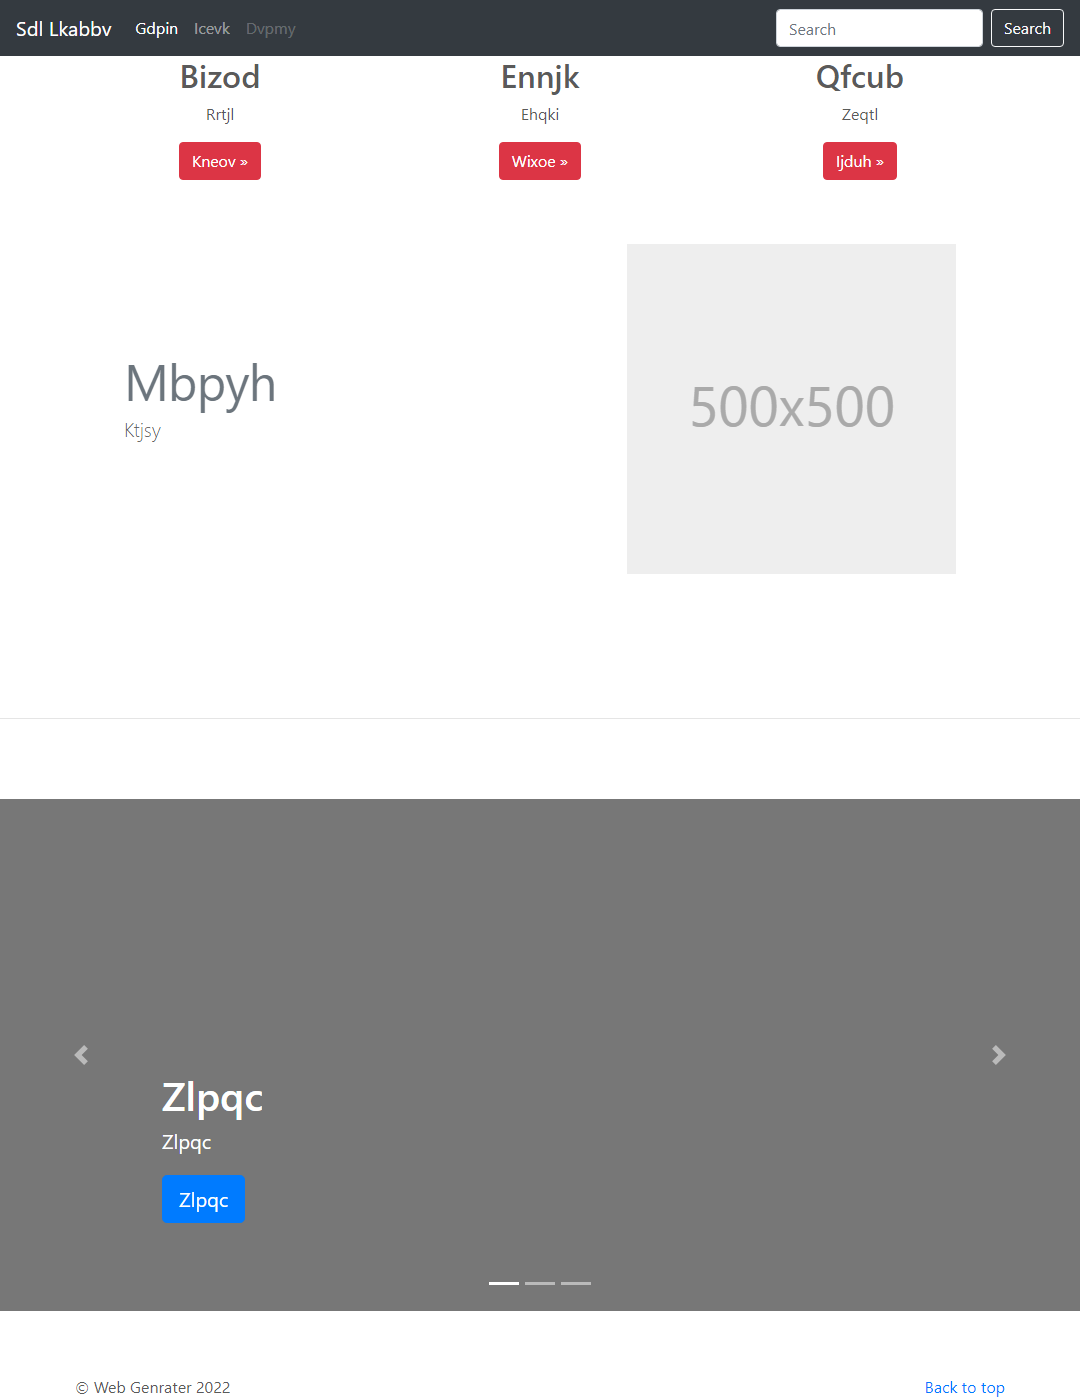 Sdl Lkabbv Gdpin Icevk Dvpmy Search Search
Bizod Ennjk Qfcub
Rrtjl Ehqki Zeqtl
Kneov » Wixoe » Ijduh »
500x500
Mbpyh
Ktjsy
Zlpqc
Zlpqc
Zlpqc
© Web Genrater 2022 Back to top